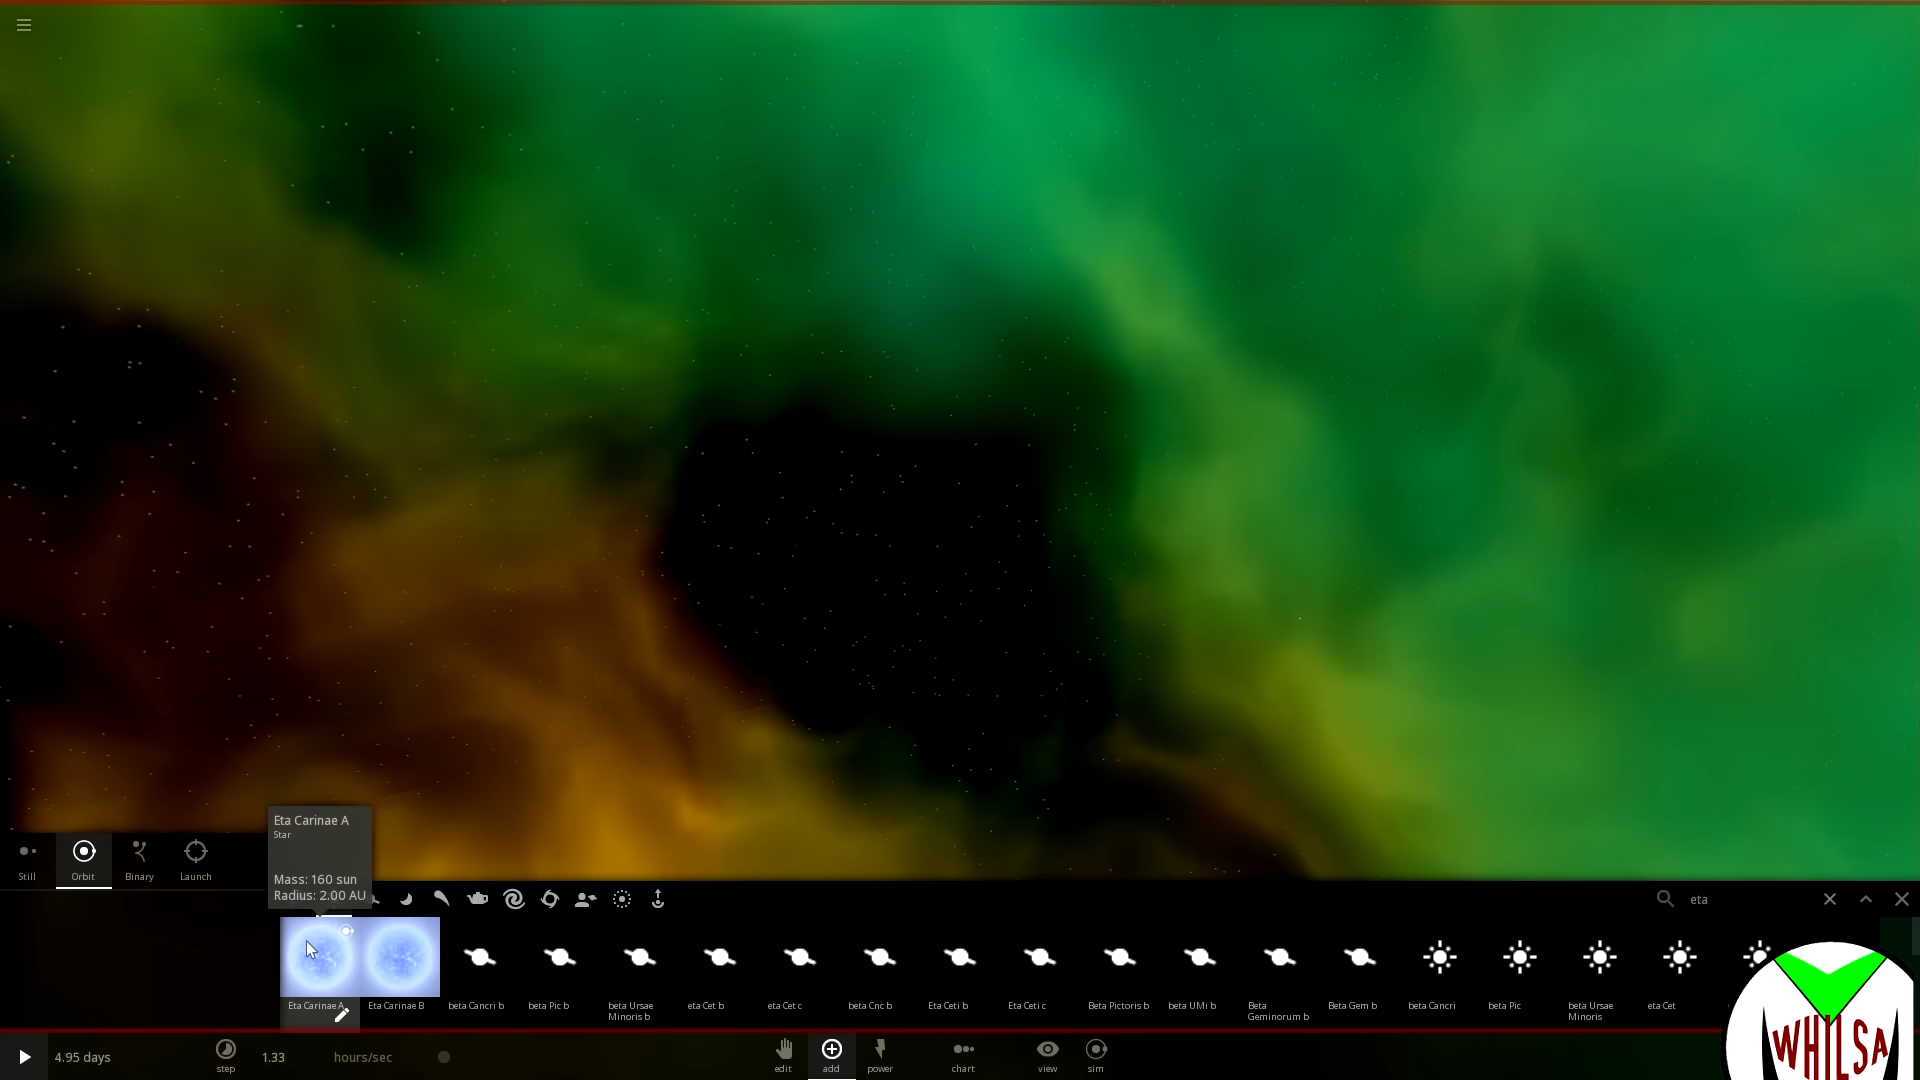 Eta Carinae A
Star
Mass: 160 sun
Radius: 2.00 AU
Still
Orbit
Binary
Launch
eta
Eta Carinae A
Eta Carinae B
beta Cancri b
beta Pic b
beta Ursae
Minoris b
eta Cet b
eta Cet c
beta Cnc b
Eta Ceti b
Eta Ceti c
Beta Pictoris b
beta UMi b
Beta
Geminorum b
Beta Gem b
beta Cancri
beta Pic
beta Ursae
Minoris
eta Cet
4.95 days
step
1.33
hours/sec
edit
add
power
chart
view
sim
WHILSA